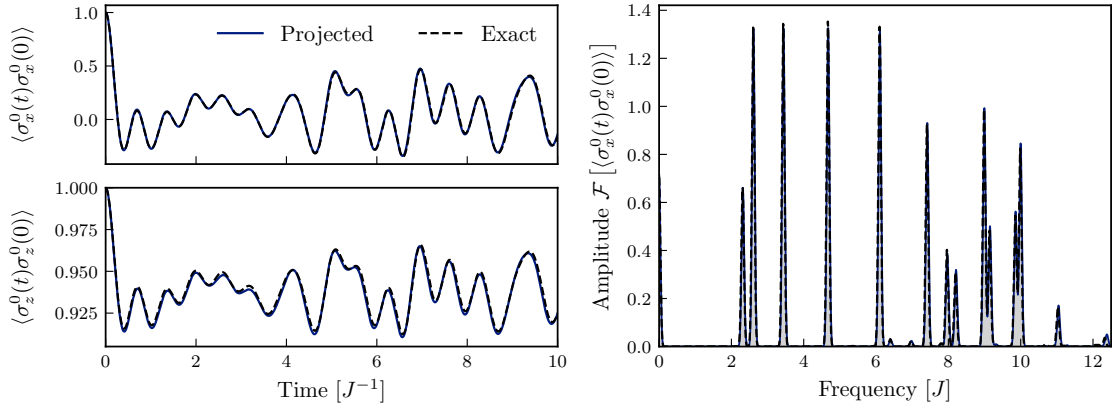 ⟨σ_x^0(t)σ_x^0(0)⟩
1.0
0.5
0.0
Projected
Exact
⟨σ_z^0(t)σ_z^0(0)⟩
1.000
0.975
0.950
0.925
0 2 4 6 8 10
Time [J^{-1}]
Amplitude ℱ [⟨σ_x^0(t)σ_x^0(0)⟩]
1.4
1.2
1.0
0.8
0.6
0.4
0.2
0.0
0 2 4 6 8 10 12
Frequency [J]